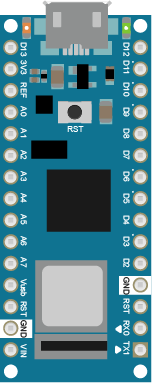 D13 D12
3V3 D11
REF D10
A0 D9
A1 D8
A2 D7
A3 D6
A4 D5
A5 D4
A6 D3
A7 D2
Vusb GND
RST RST
GND RX0
VIN TX1
RST